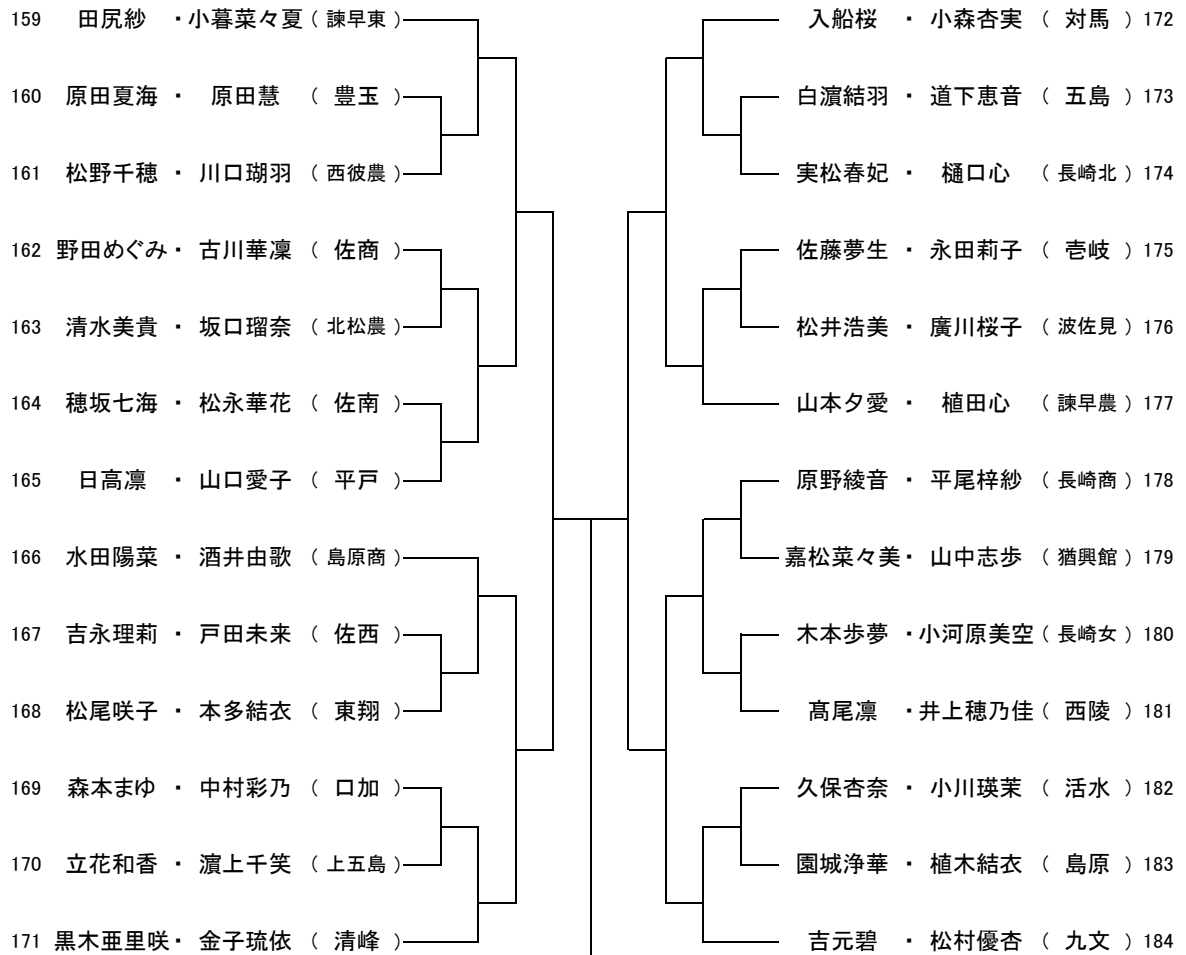 159 田尻紗 ・小暮菜々夏 ( 諫早東 )
160 原田夏海 ・ 原田慧 ( 豊玉 )
161 松野千穂 ・ 川口瑚羽 ( 西彼農 )
162 野田めぐみ・ 古川華凜 ( 佐商 )
163 清水美貴 ・ 坂口瑠奈 ( 北松農 )
164 穂坂七海 ・ 松永華花 ( 佐南 )
165 日高凛 ・ 山口愛子 ( 平戸 )
166 水田陽菜 ・ 酒井由歌 ( 島原商 )
167 吉永理莉 ・ 戸田未来 ( 佐西 )
168 松尾咲子 ・ 本多結衣 ( 東翔 )
169 森本まゆ ・ 中村彩乃 ( 口加 )
170 立花和香 ・ 濵上千笑 ( 上五島 )
171 黒木亜里咲・ 金子琉依 ( 清峰 )
入船桜 ・ 小森杏実 ( 対馬 ) 172
白濵結羽 ・ 道下恵音 ( 五島 ) 173
実松春妃 ・ 樋口心 ( 長崎北 ) 174
佐藤夢生 ・ 永田莉子 ( 壱岐 ) 175
松井浩美 ・ 廣川桜子 ( 波佐見 ) 176
山本夕愛 ・ 植田心 ( 諫早農 ) 177
原野綾音 ・ 平尾梓紗 ( 長崎商 ) 178
嘉松菜々美・ 山中志歩 ( 猶興館 ) 179
木本歩夢 ・小河原美空 ( 長崎女 ) 180
髙尾凛 ・井上穂乃佳 ( 西陵 ) 181
久保杏奈 ・ 小川瑛茉 ( 活水 ) 182
園城浄華 ・ 植木結衣 ( 島原 ) 183
吉元碧 ・ 松村優杏 ( 九文 ) 184